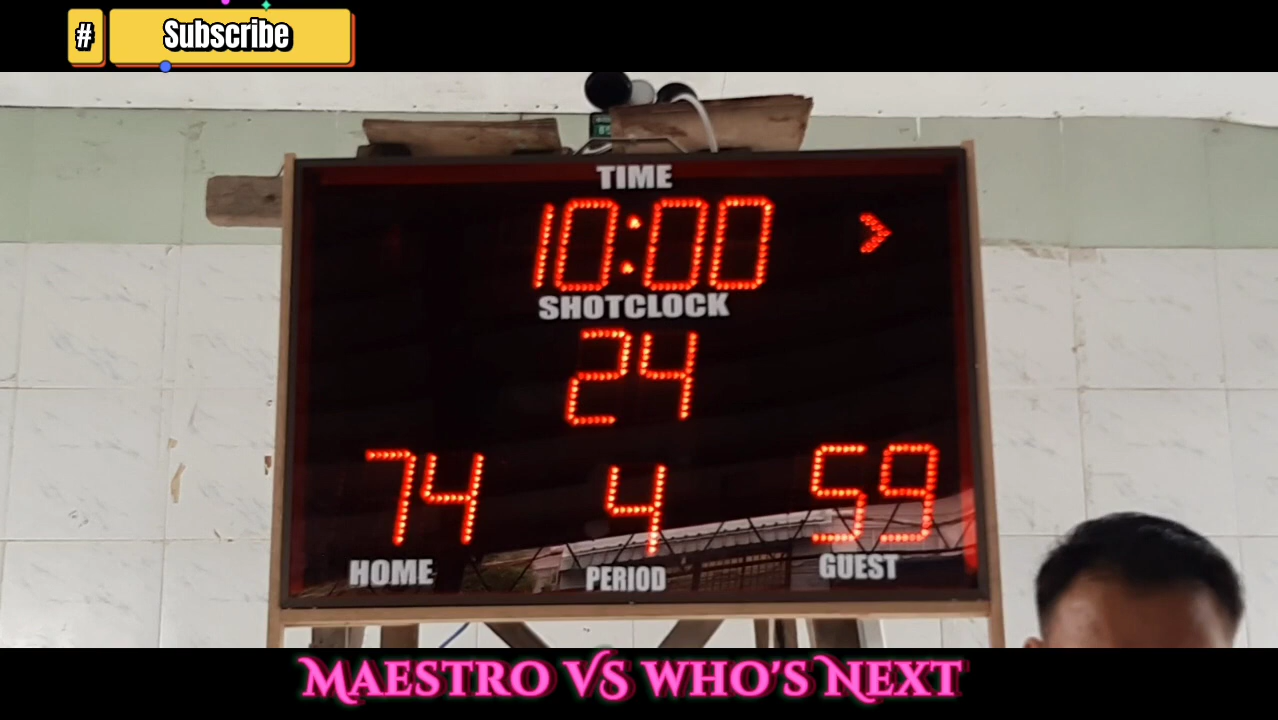 # Subscribe
TIME
10:00 >
SHOTCLOCK
24
74 4 59
HOME PERIOD GUEST
MAESTRO VS WHO'S NEXT